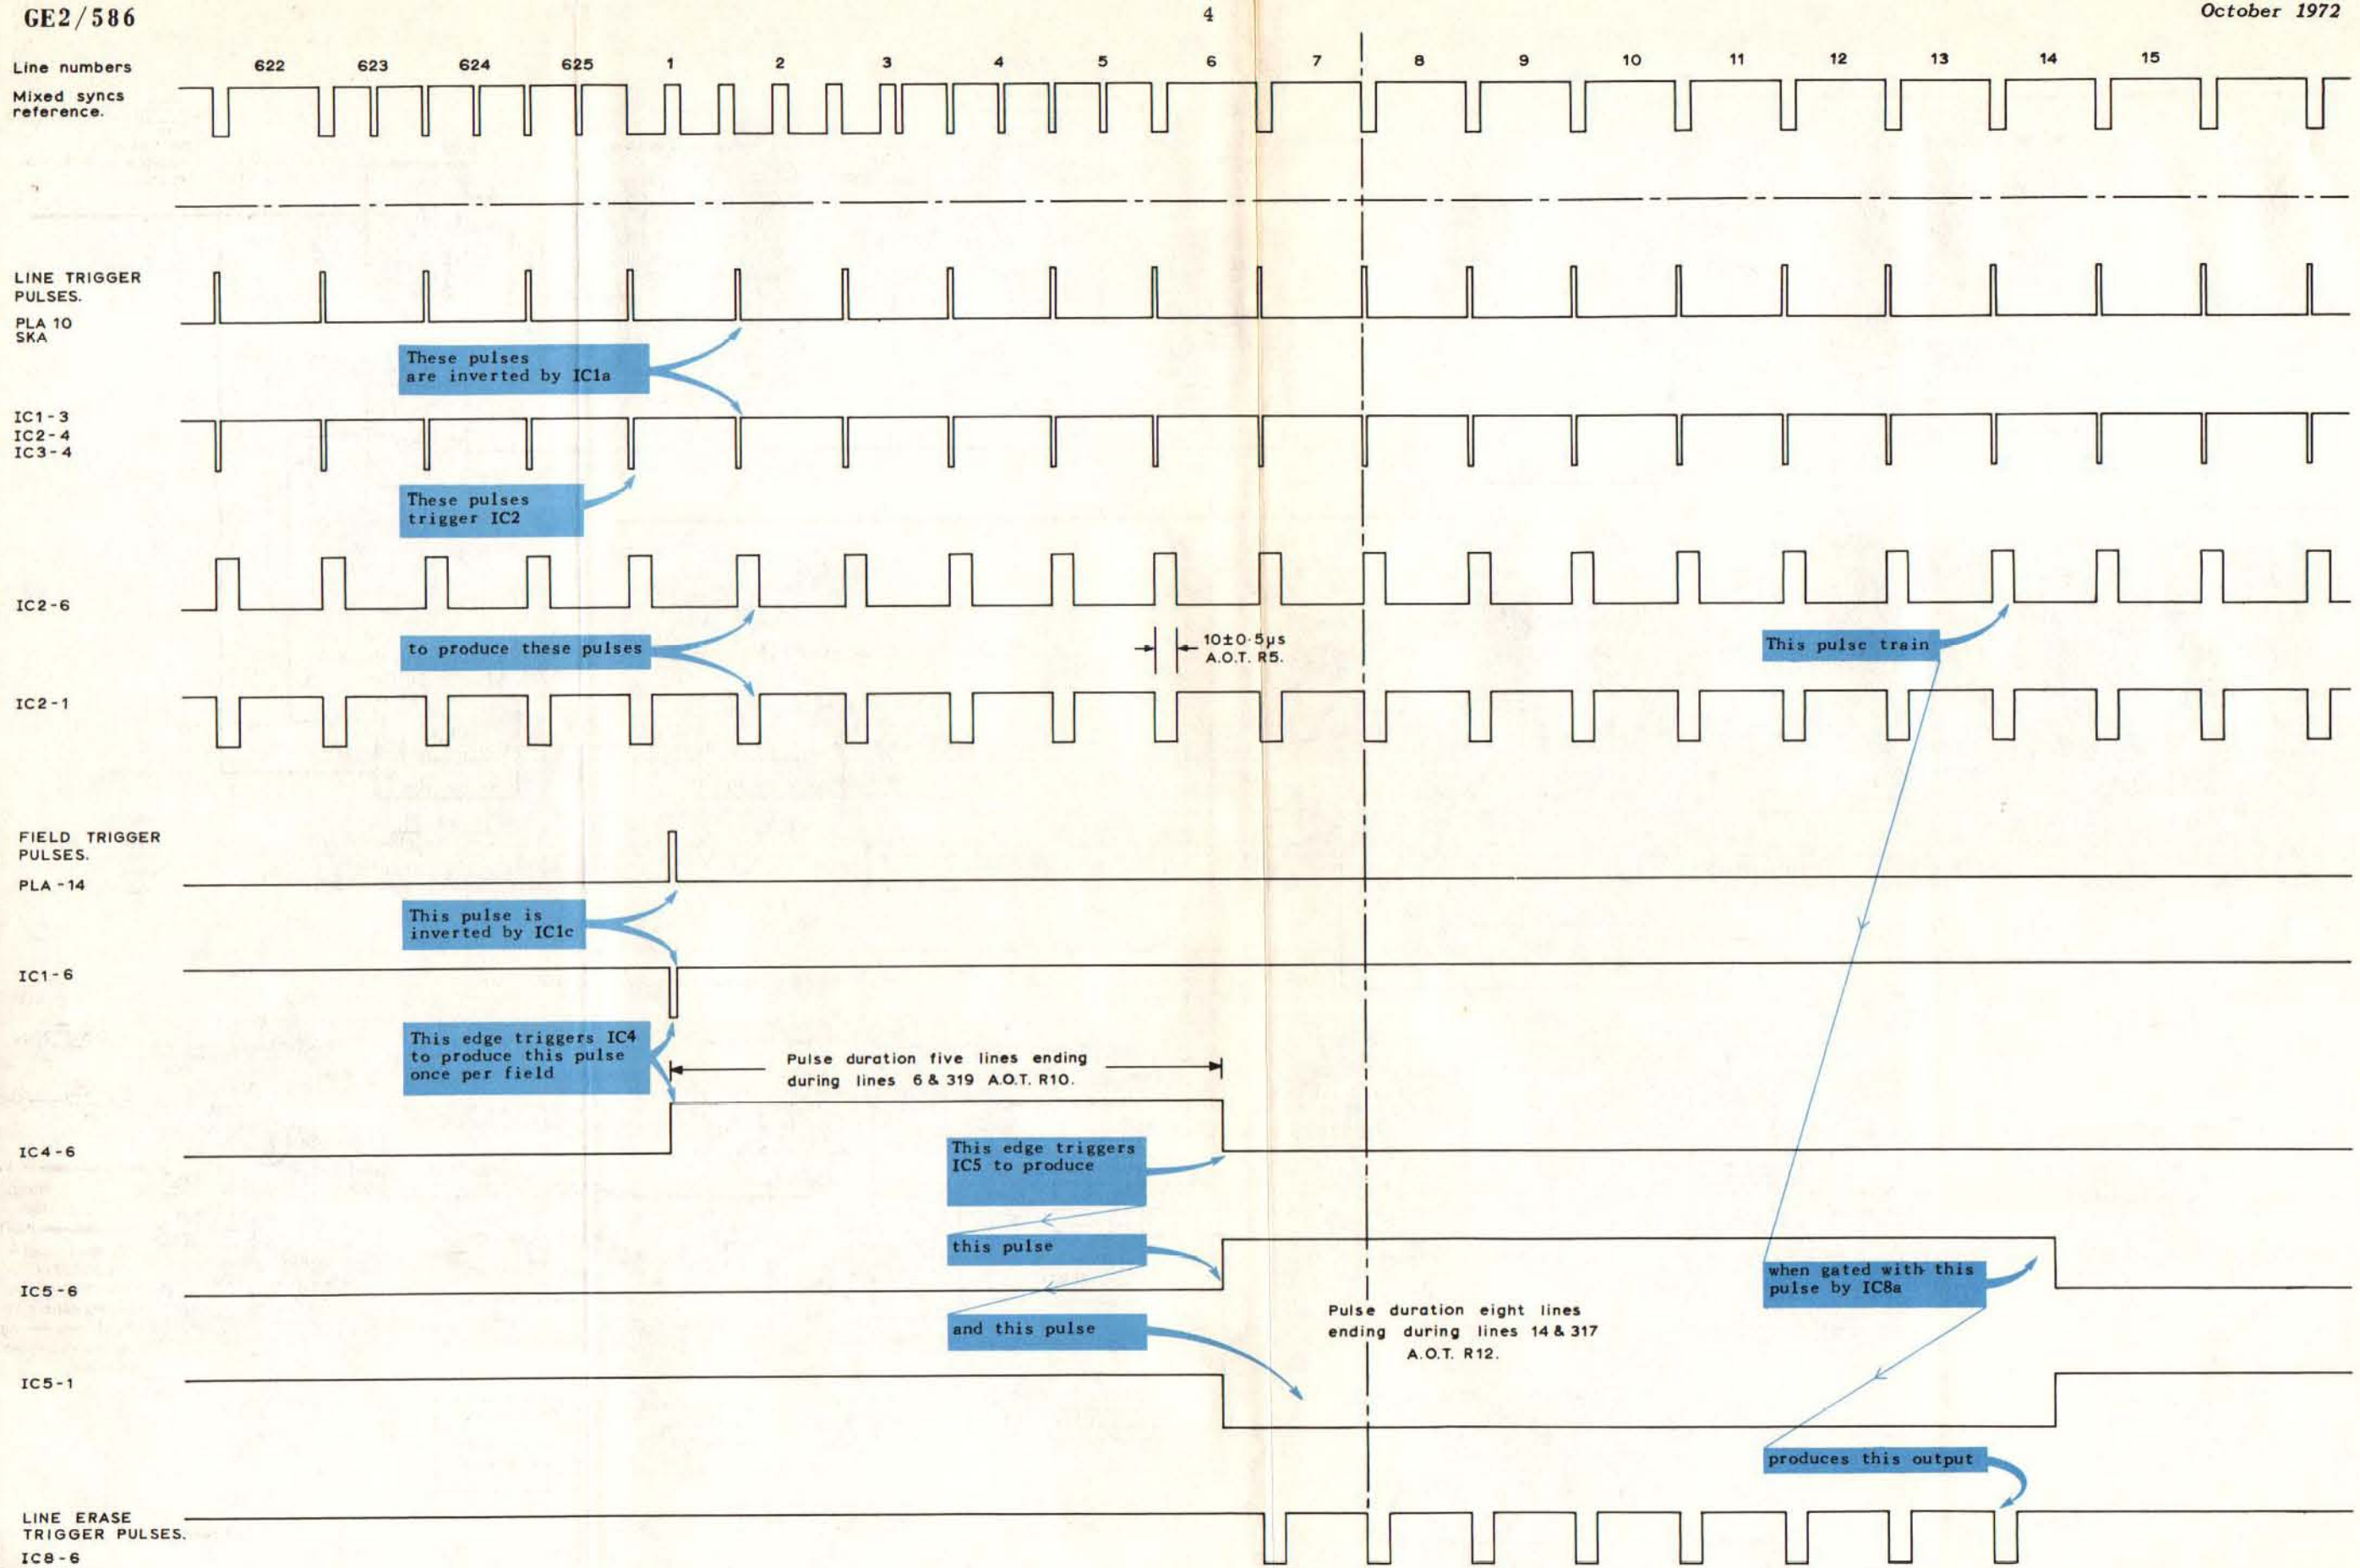 GE2/586
4
October 1972
Line numbers
622 623 624 625 1 2 3 4 5 6 7 8 9 10 11 12 13 14 15
Mixed syncs
reference.
LINE TRIGGER
PULSES.
PLA 10
SKA
These pulses
are inverted by IC1a
IC1-3
IC2-4
IC3-4
These pulses
trigger IC2
IC2-6
to produce these pulses
10±0·5µs
A.O.T. R5.
This pulse train
IC2-1
FIELD TRIGGER
PULSES.
PLA-14
This pulse is
inverted by IC1c
IC1-6
This edge triggers IC4
to produce this pulse
once per field
Pulse duration five lines ending
during lines 6 & 319 A.O.T. R10.
IC4-6
This edge triggers
IC5 to produce
this pulse
IC5-6
when gated with this
pulse by IC8a
and this pulse
Pulse duration eight lines
ending during lines 14 & 317
A.O.T. R12.
IC5-1
produces this output
LINE ERASE
TRIGGER PULSES.
IC8-6